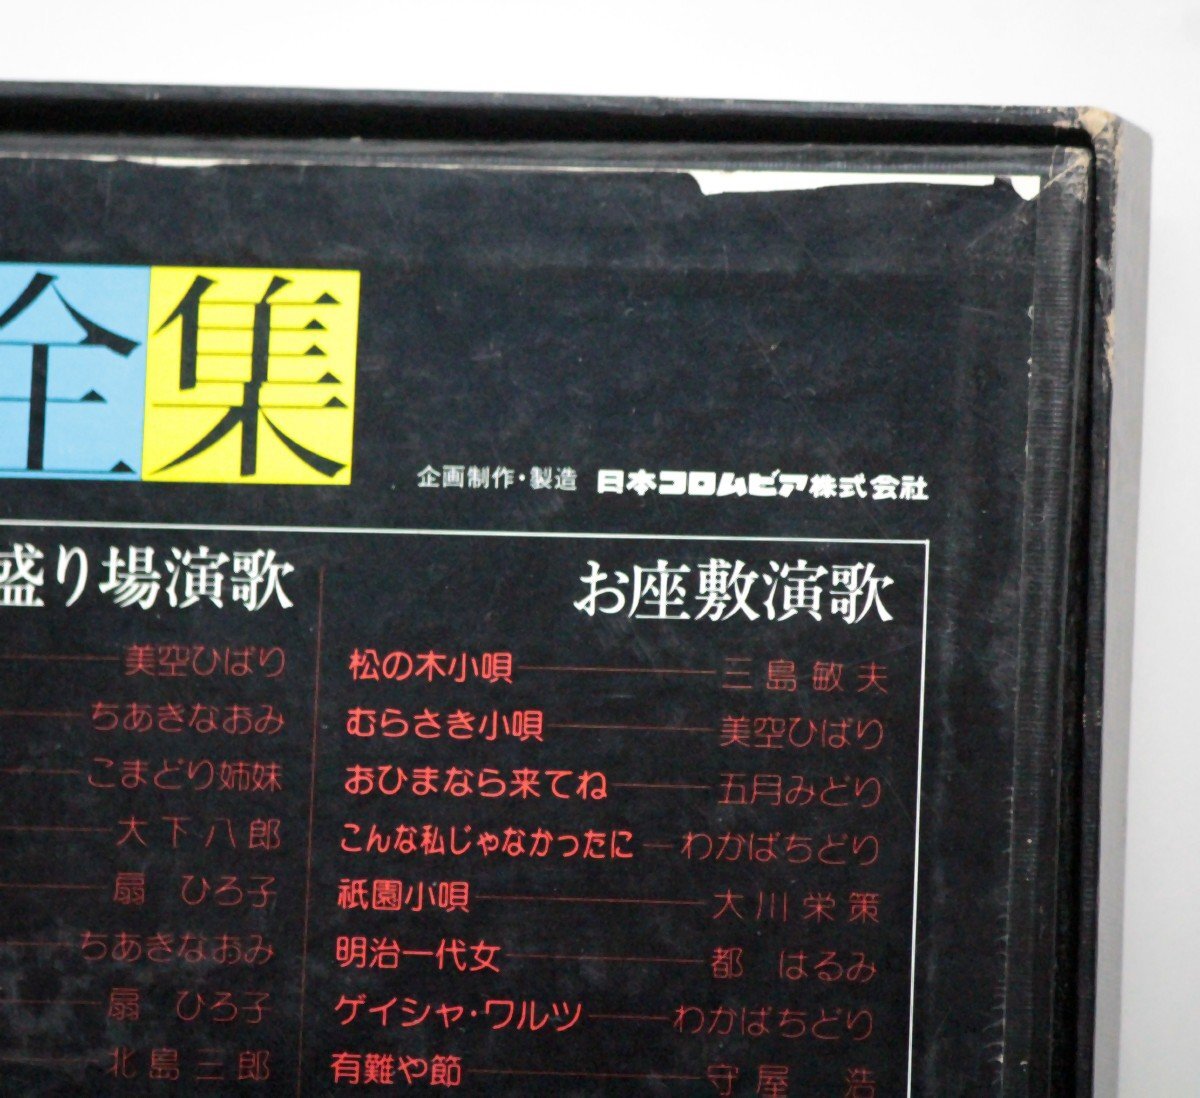 全集
企画制作・製造 日本コロムビア株式会社
盛り場演歌
美空ひばり
ちあきなおみ
こまどり姉妹
大下八郎
扇 ひろ子
ちあきなおみ
扇 ひろ子
北島三郎
お座敷演歌
松の木小唄 三島敏夫
むらさき小唄 美空ひばり
おひまなら来てね 五月みどり
こんな私じゃなかったに わかばちどり
祇園小唄 大川栄策
明治一代女 都 はるみ
ゲイシャ・ワルツ わかばちどり
有難や節 守屋 浩